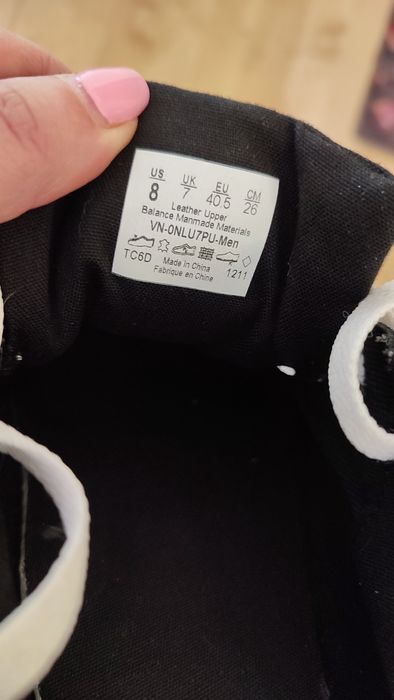 US UK EU CM
8 7 40.5 26
Leather Upper
Balance Manmade Materials
VN-0NLU7PU-Men
TC6D Made in China 1211
Fabrique en Chine